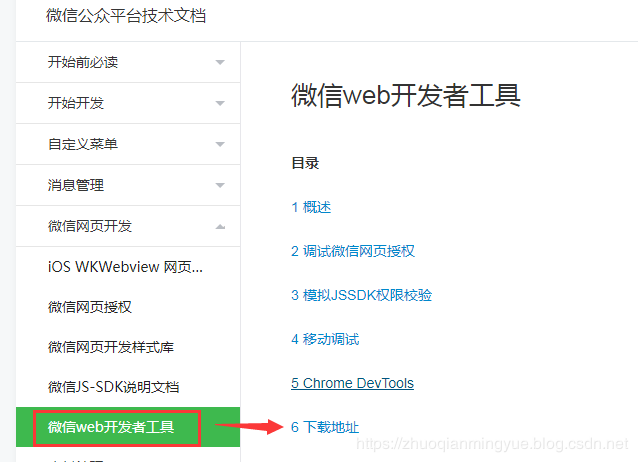 微信公众平台技术文档
开始前必读
开始开发
自定义菜单
消息管理
微信网页开发
iOS WKWebview 网页...
微信网页授权
微信网页开发样式库
微信JS-SDK说明文档
微信web开发者工具
微信web开发者工具
目录
1 概述
2 调试微信网页授权
3 模拟JSSDK权限校验
4 移动调试
5 Chrome DevTools
6 下载地址
https://zhuoqianmingyue.blog.csdn.net